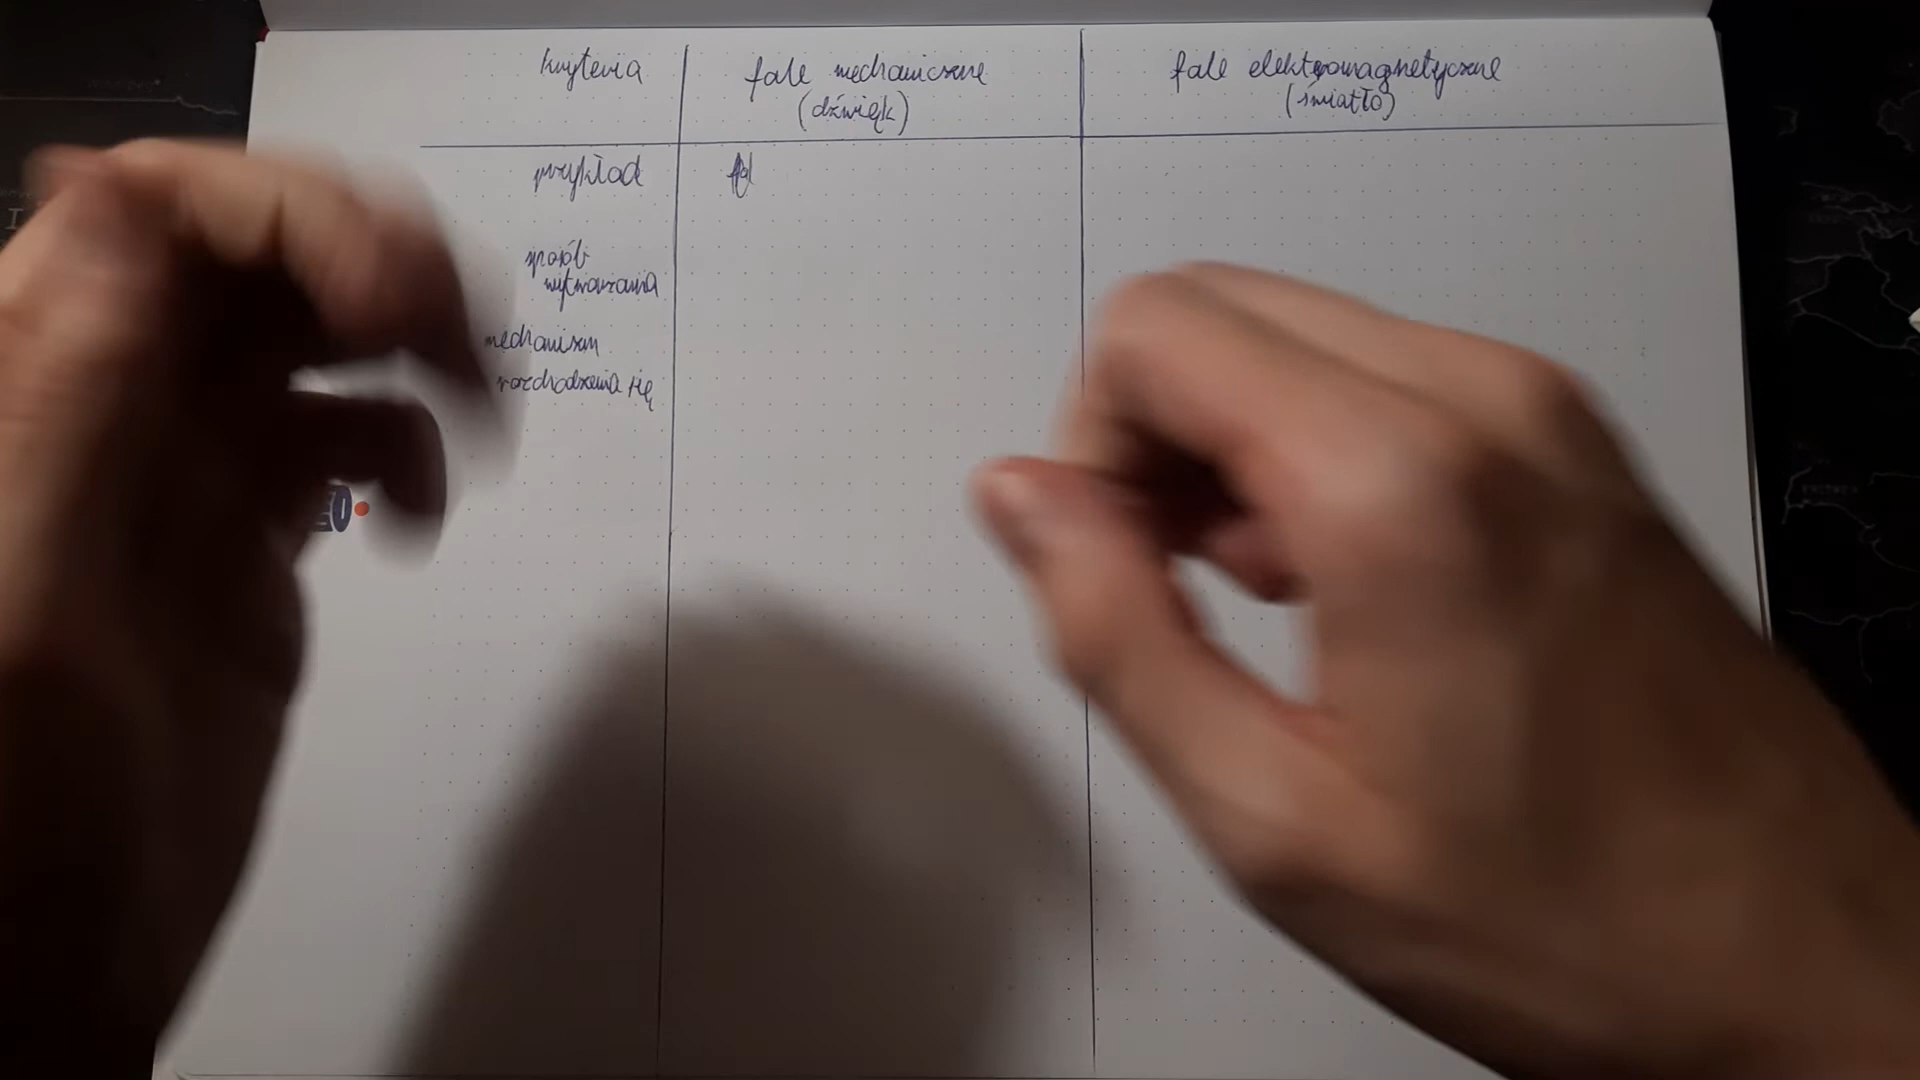 kryteria fale mechaniczne fale elektromagnetyczne
(dźwięk) (światło)
przykład
sposób
wytwarzania
mechanizm
rozchodzenia się